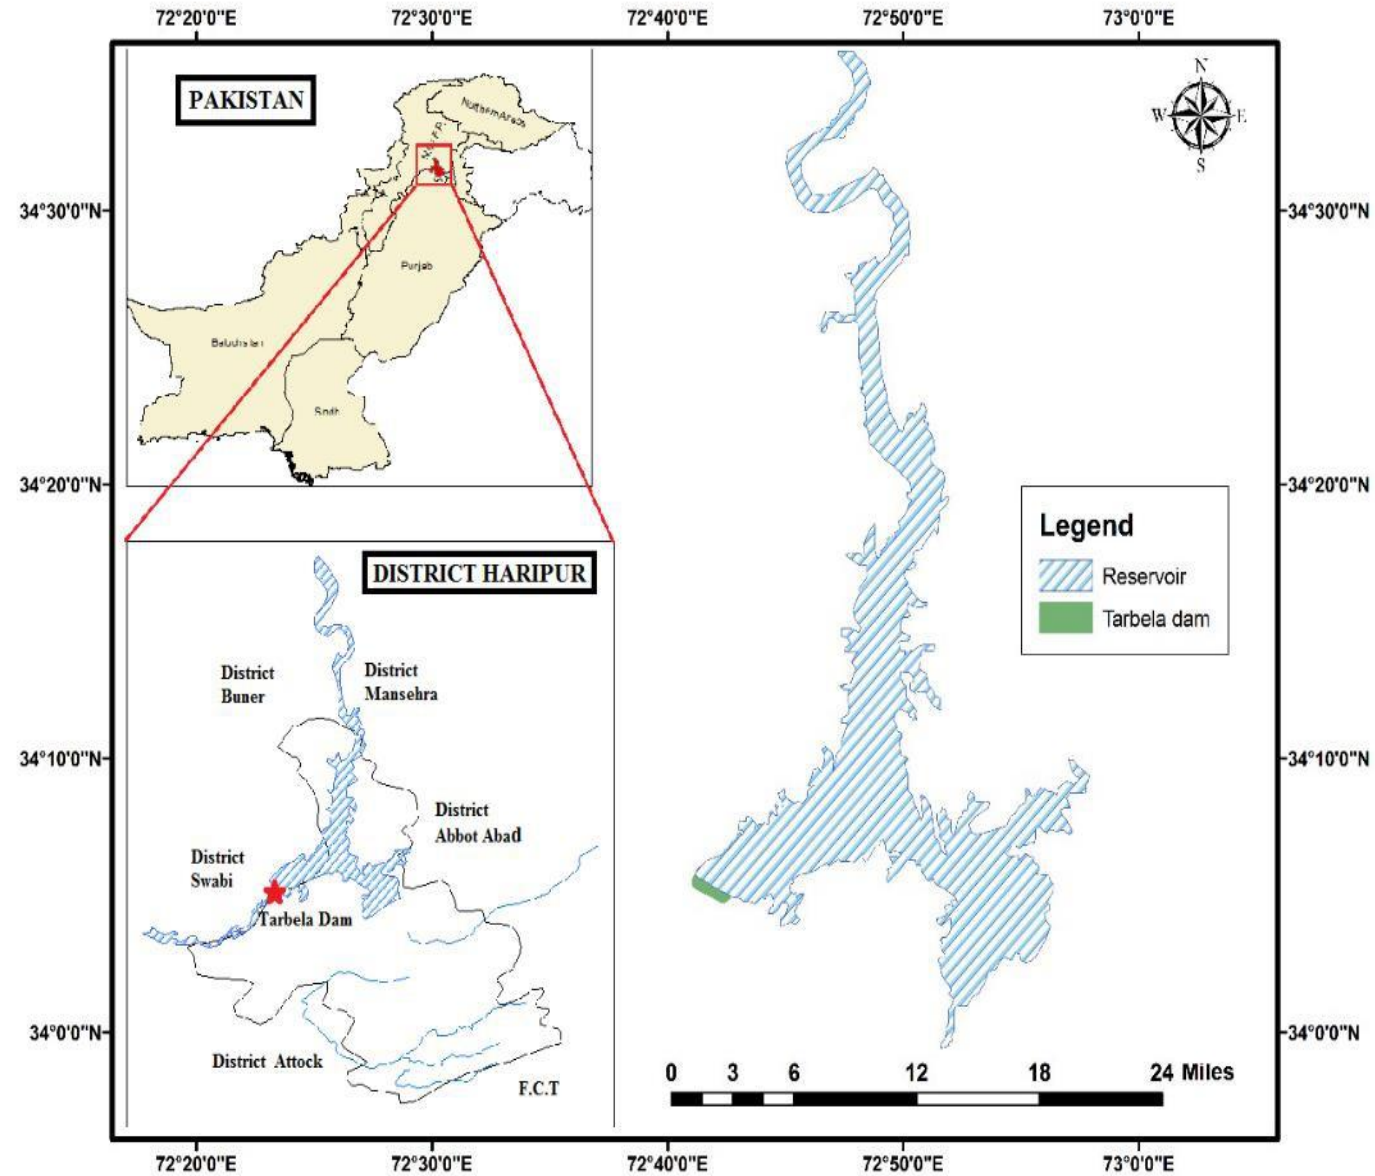 72°20'0"E 72°30'0"E 72°40'0"E 72°50'0"E 73°0'0"E
PAKISTAN
N
W E
S
Punjab
Baluchistan
Sindh
34°30'0"N 34°30'0"N
34°20'0"N 34°20'0"N
Legend
Reservoir
Tarbela dam
DISTRICT HARIPUR
District
Buner
District
Mansehra
34°10'0"N 34°10'0"N
District
Abbot Abad
District
Swabi
Tarbela Dam
34°0'0"N 34°0'0"N
District Attock
F.C.T
0 3 6 12 18 24 Miles
72°20'0"E 72°30'0"E 72°40'0"E 72°50'0"E 73°0'0"E